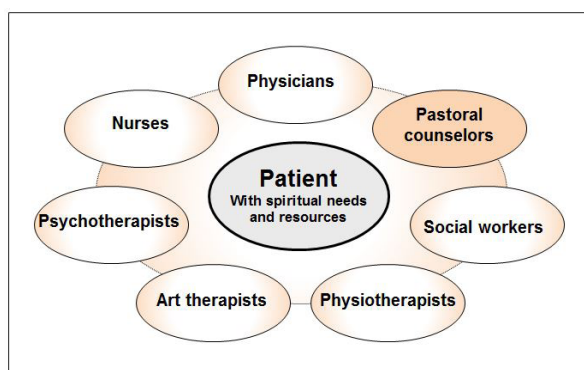 Physicians
Nurses
Pastoral
counselors
Patient
With spiritual needs
and resources
Psychotherapists
Social workers
Art therapists
Physiotherapists